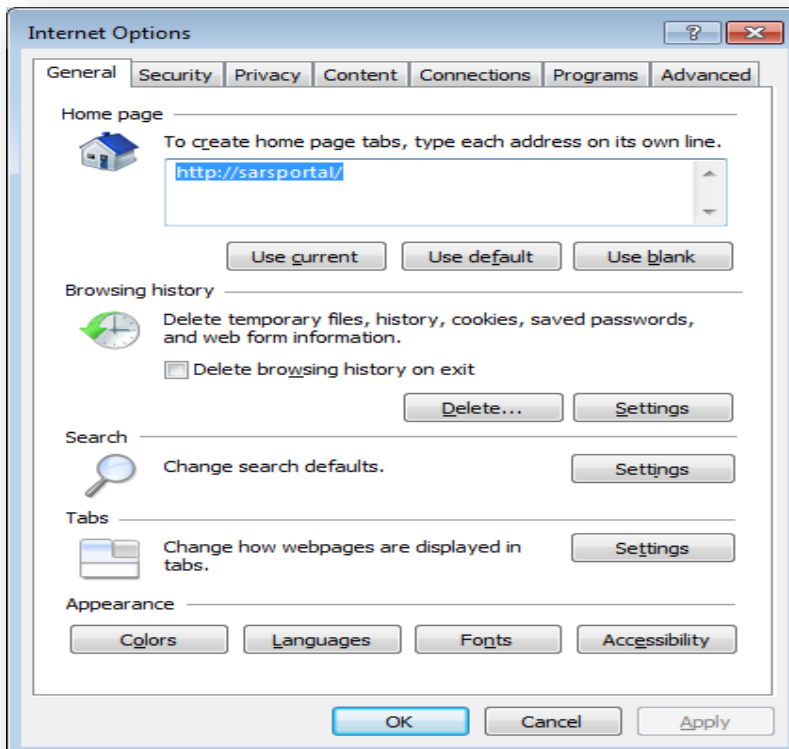 Internet Options
?
General Security Privacy Content Connections Programs Advanced
Home page
To create home page tabs, type each address on its own line.
http://sarsportal/
Use current Use default Use blank
Browsing history
Delete temporary files, history, cookies, saved passwords,
and web form information.
Delete browsing history on exit
Delete... Settings
Search
Change search defaults. Settings
Tabs
Change how webpages are displayed in Settings
tabs.
Appearance
Colors Languages Fonts Accessibility
OK Cancel Apply